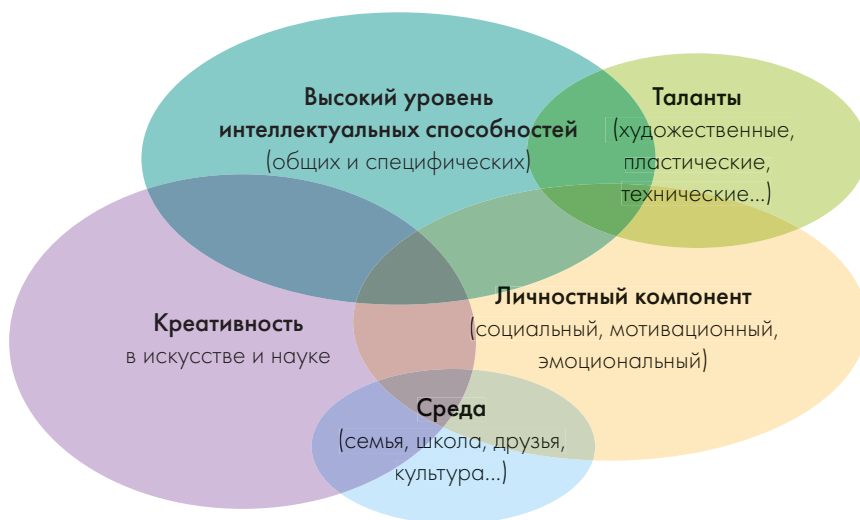 Высокий уровень
интеллектуальных способностей
(общих и специфических)
Таланты
(художественные,
пластические,
технические...)
Креативность
в искусстве и науке
Личностный компонент
(социальный, мотивационный,
эмоциональный)
Среда
(семья, школа, друзья,
культура...)